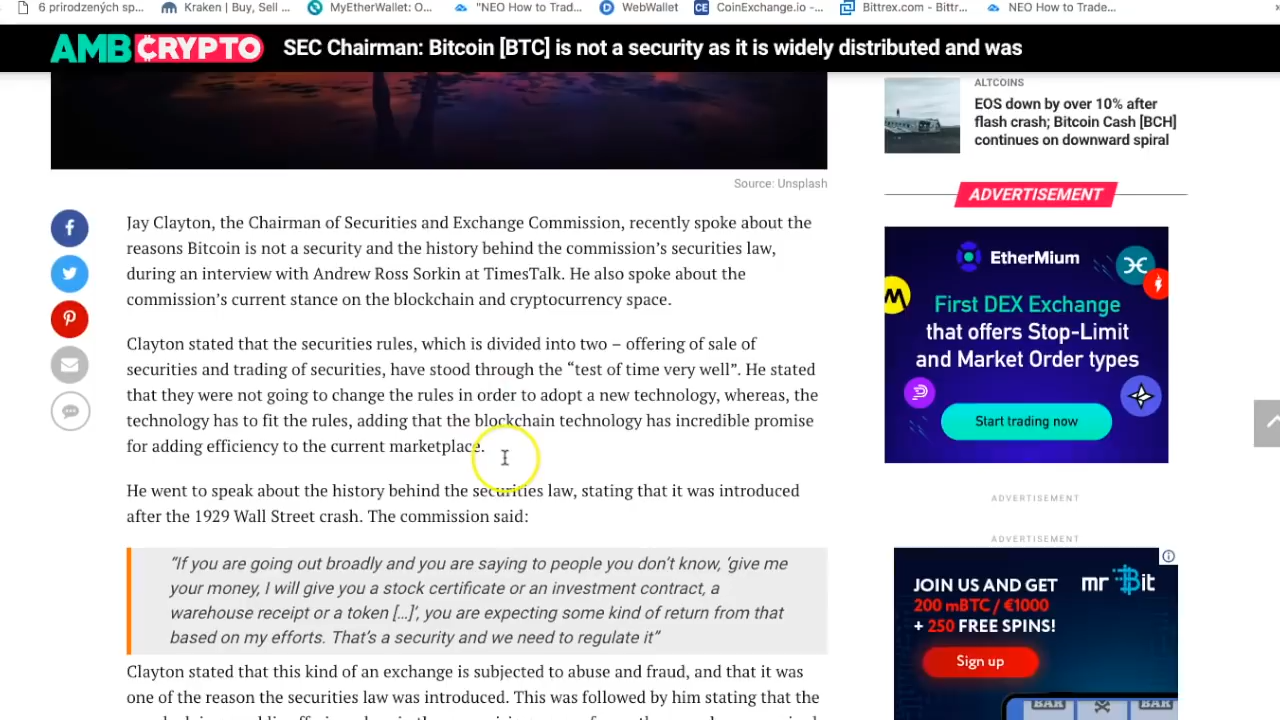 6 prirodzených sp...
Kraken | Buy, Sell ...
MyEtherWallet: O...
"NEO How to Trad...
WebWallet
CoinExchange.io -...
Bittrex.com - Bittr...
NEO How to Trade...
AMBCRYPTO
SEC Chairman: Bitcoin [BTC] is not a security as it is widely distributed and was
Source: Unsplash
Jay Clayton, the Chairman of Securities and Exchange Commission, recently spoke about the
reasons Bitcoin is not a security and the history behind the commission's securities law,
during an interview with Andrew Ross Sorkin at TimesTalk. He also spoke about the
commission's current stance on the blockchain and cryptocurrency space.
Clayton stated that the securities rules, which is divided into two – offering of sale of
securities and trading of securities, have stood through the “test of time very well”. He stated
that they were not going to change the rules in order to adopt a new technology, whereas, the
technology has to fit the rules, adding that the blockchain technology has incredible promise
for adding efficiency to the current marketplace.
He went to speak about the history behind the securities law, stating that it was introduced
after the 1929 Wall Street crash. The commission said:
“If you are going out broadly and you are saying to people you don't know, 'give me
your money, I will give you a stock certificate or an investment contract, a
warehouse receipt or a token [...]', you are expecting some kind of return from that
based on my efforts. That's a security and we need to regulate it”
Clayton stated that this kind of an exchange is subjected to abuse and fraud, and that it was
one of the reason the securities law was introduced. This was followed by him stating that the
ALTCOINS
EOS down by over 10% after
flash crash; Bitcoin Cash [BCH]
continues on downward spiral
ADVERTISEMENT
EtherMium
First DEX Exchange
that offers Stop-Limit
and Market Order types
Start trading now
ADVERTISEMENT
ADVERTISEMENT
JOIN US AND GET
200 mBTC / €1000
+ 250 FREE SPINS!
mr Bit
Sign up
BAR
BAR